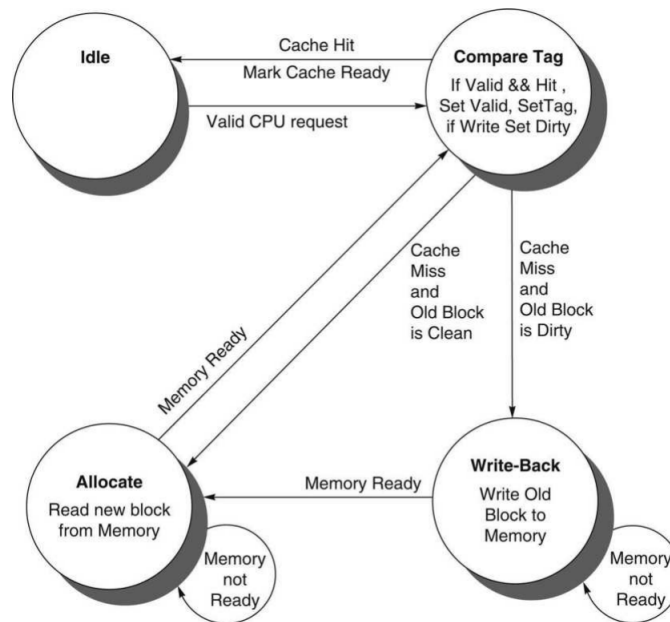 Idle
Cache Hit
Mark Cache Ready
Valid CPU request
Compare Tag
If Valid && Hit ,
Set Valid, SetTag,
if Write Set Dirty
Cache
Miss
and
Old Block
is Clean
Cache
Miss
and
Old Block
is Dirty
Memory Ready
Allocate
Read new block
from Memory
Memory
not
Ready
Memory Ready
Write-Back
Write Old
Block to
Memory
Memory
not
Ready